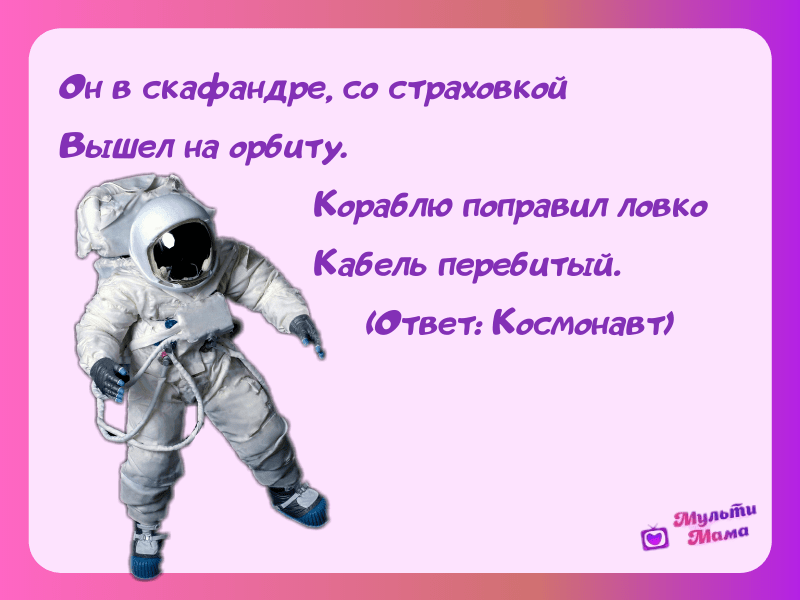 Он в скафандре, со страховкой
Вышел на орбиту.
Кораблю поправил ловко
Кабель перебитый.
(Ответ: Космонавт)
Мульти
Мама